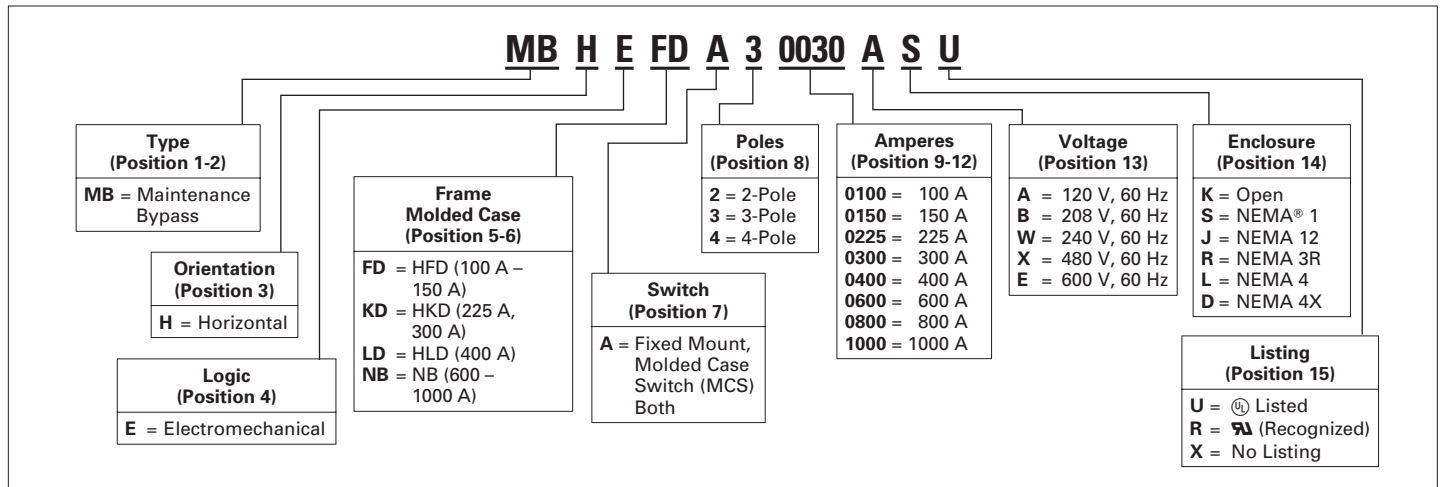 MB H E FD A 3 0030 A S U
Type
(Position 1-2)
MB = Maintenance
Bypass
Orientation
(Position 3)
H = Horizontal
Logic
(Position 4)
E = Electromechanical
Frame
Molded Case
(Position 5-6)
FD = HFD (100 A –
150 A)
KD = HKD (225 A,
300 A)
LD = HLD (400 A)
NB = NB (600 –
1000 A)
Switch
(Position 7)
A = Fixed Mount,
Molded Case
Switch (MCS)
Both
Poles
(Position 8)
2 = 2-Pole
3 = 3-Pole
4 = 4-Pole
Amperes
(Position 9-12)
0100 = 100 A
0150 = 150 A
0225 = 225 A
0300 = 300 A
0400 = 400 A
0600 = 600 A
0800 = 800 A
1000 = 1000 A
Voltage
(Position 13)
A = 120 V, 60 Hz
B = 208 V, 60 Hz
W = 240 V, 60 Hz
X = 480 V, 60 Hz
E = 600 V, 60 Hz
Enclosure
(Position 14)
K = Open
S = NEMA® 1
J = NEMA 12
R = NEMA 3R
L = NEMA 4
D = NEMA 4X
Listing
(Position 15)
U = UL Listed
R = RU (Recognized)
X = No Listing